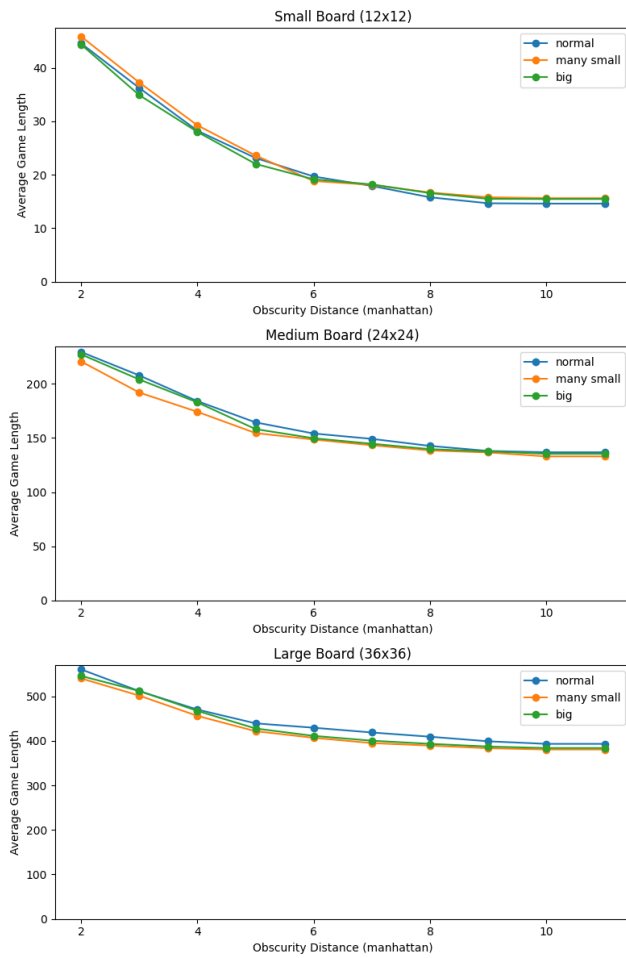 Small Board (12x12)
normal
many small
big
40
30
20
10
0
Average Game Length
2 4 6 8 10
Obscurity Distance (manhattan)
Medium Board (24x24)
normal
many small
big
200
150
100
50
0
Average Game Length
2 4 6 8 10
Obscurity Distance (manhattan)
Large Board (36x36)
normal
many small
big
500
400
300
200
100
0
Average Game Length
2 4 6 8 10
Obscurity Distance (manhattan)